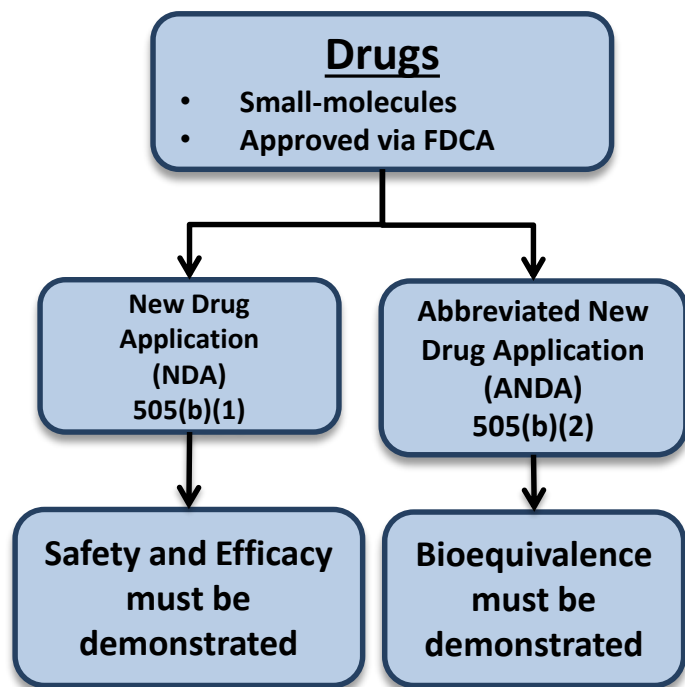 Drugs
• Small-molecules
• Approved via FDCA
New Drug
Application
(NDA)
505(b)(1)
Abbreviated New
Drug Application
(ANDA)
505(b)(2)
Safety and Efficacy
must be
demonstrated
Bioequivalence
must be
demonstrated